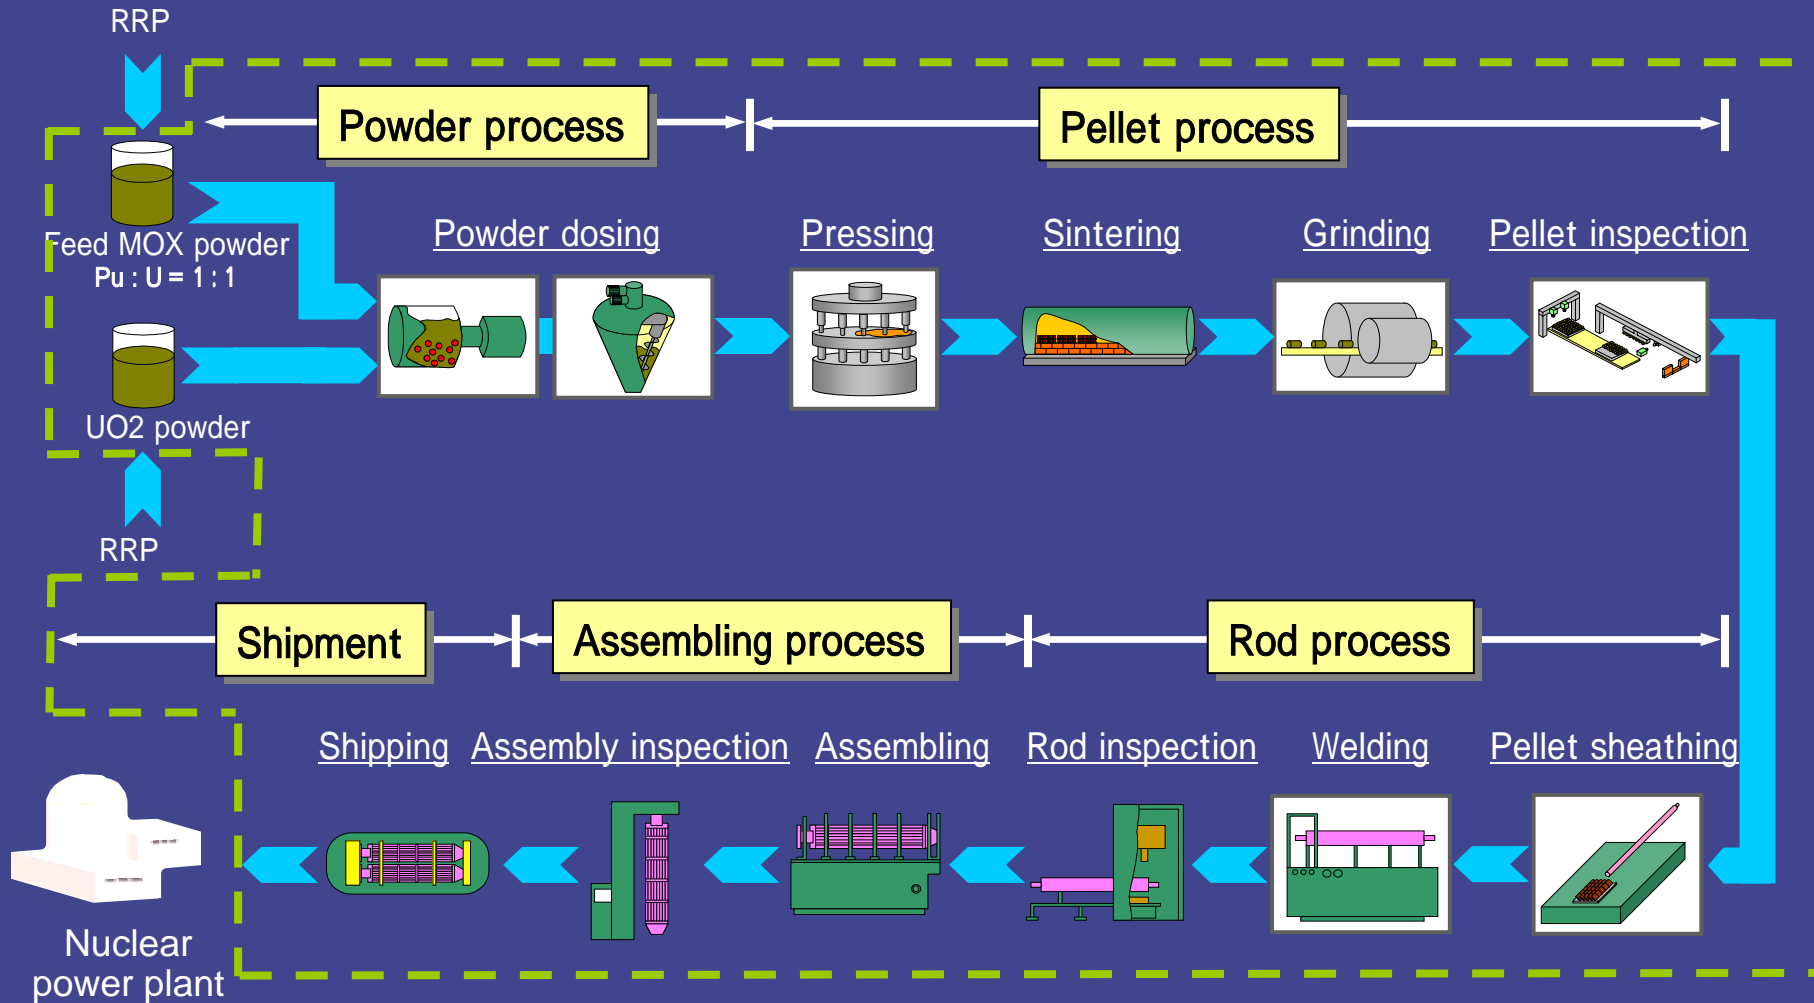 RRP
Powder process
Pellet process
Feed MOX powder
Pu : U = 1 : 1
Powder dosing
Pressing
Sintering
Grinding
Pellet inspection
UO2 powder
RRP
Shipment
Assembling process
Rod process
Shipping
Assembly inspection
Assembling
Rod inspection
Welding
Pellet sheathing
Nuclear
power plant